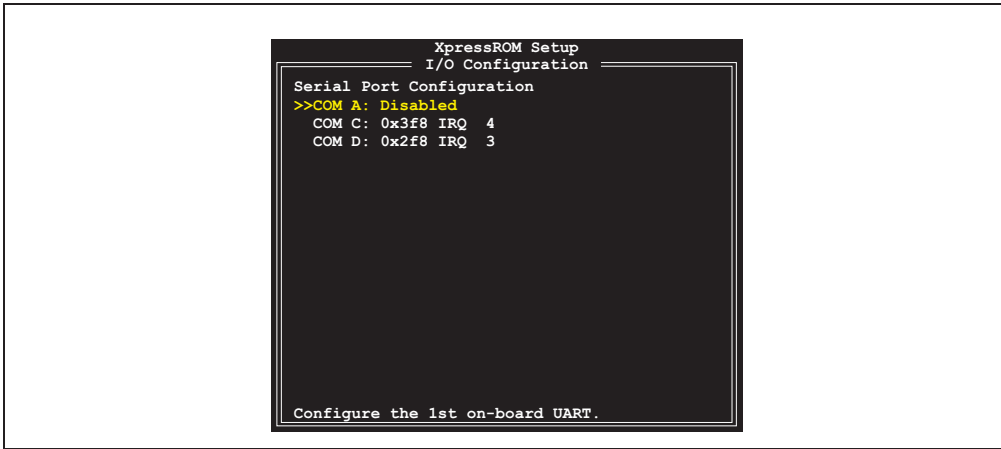 XpressROM Setup
I/O Configuration
Serial Port Configuration
>>COM A: Disabled
COM C: 0x3f8 IRQ 4
COM D: 0x2f8 IRQ 3
Configure the 1st on-board UART.